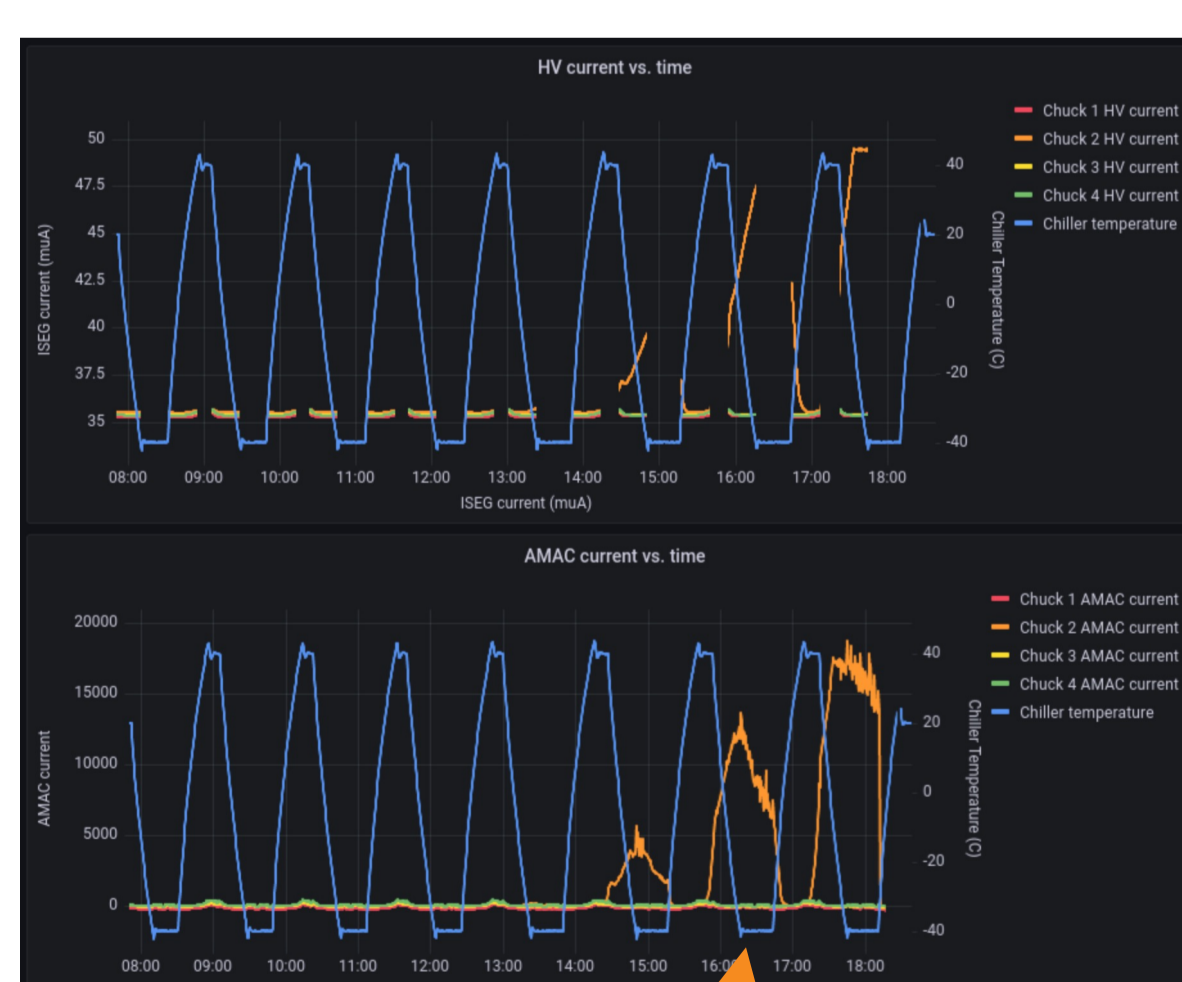 HV current vs. time
Chuck 1 HV current
Chuck 2 HV current
Chuck 3 HV current
Chuck 4 HV current
Chiller temperature
ISEG current (muA)
50
47.5
45
42.5
40
37.5
35
40
20
0
-20
-40
Chiller Temperature (C)
08:00 09:00 10:00 11:00 12:00 13:00 14:00 15:00 16:00 17:00 18:00
ISEG current (muA)
AMAC current vs. time
Chuck 1 AMAC current
Chuck 2 AMAC current
Chuck 3 AMAC current
Chuck 4 AMAC current
Chiller temperature
AMAC current
20000
15000
10000
5000
0
40
20
0
-20
-40
Chiller Temperature (C)
08:00 09:00 10:00 11:00 12:00 13:00 14:00 15:00 16:00 17:00 18:00